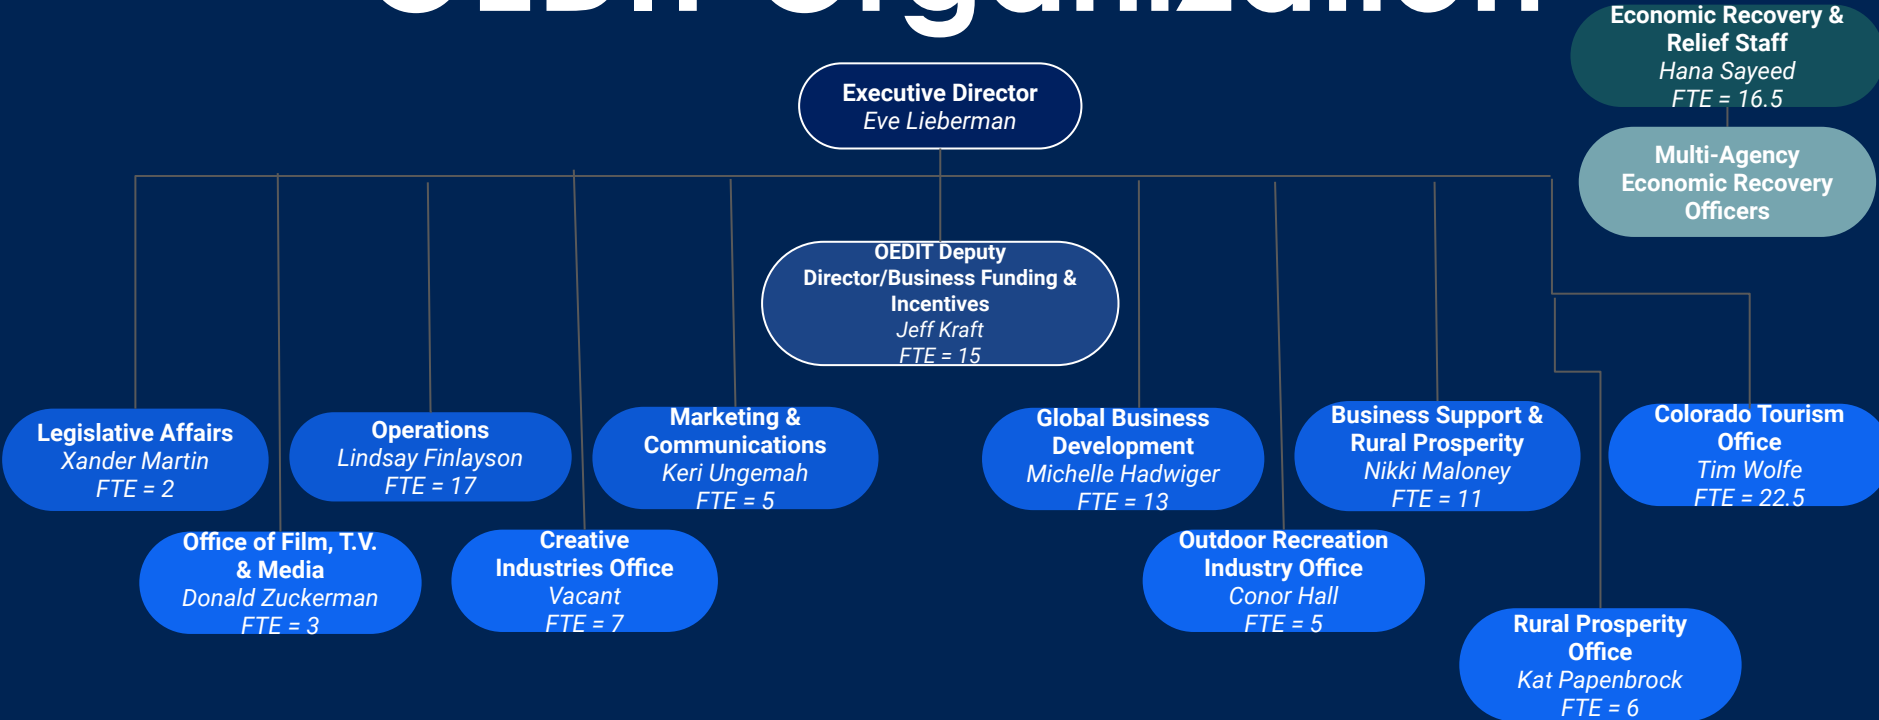 OEDIT Organization
Economic Recovery &
Relief Staff
Hana Sayeed
FTE = 16.5
Multi-Agency
Economic Recovery
Officers
Executive Director
Eve Lieberman
OEDIT Deputy
Director/Business Funding &
Incentives
Jeff Kraft
FTE = 15
Legislative Affairs
Xander Martin
FTE = 2
Operations
Lindsay Finlayson
FTE = 17
Marketing &
Communications
Keri Ungemah
FTE = 5
Global Business
Development
Michelle Hadwiger
FTE = 13
Business Support &
Rural Prosperity
Nikki Maloney
FTE = 11
Colorado Tourism
Office
Tim Wolfe
FTE = 22.5
Office of Film, T.V.
& Media
Donald Zuckerman
FTE = 3
Creative
Industries Office
Vacant
FTE = 7
Outdoor Recreation
Industry Office
Conor Hall
FTE = 5
Rural Prosperity
Office
Kat Papenbrock
FTE = 6